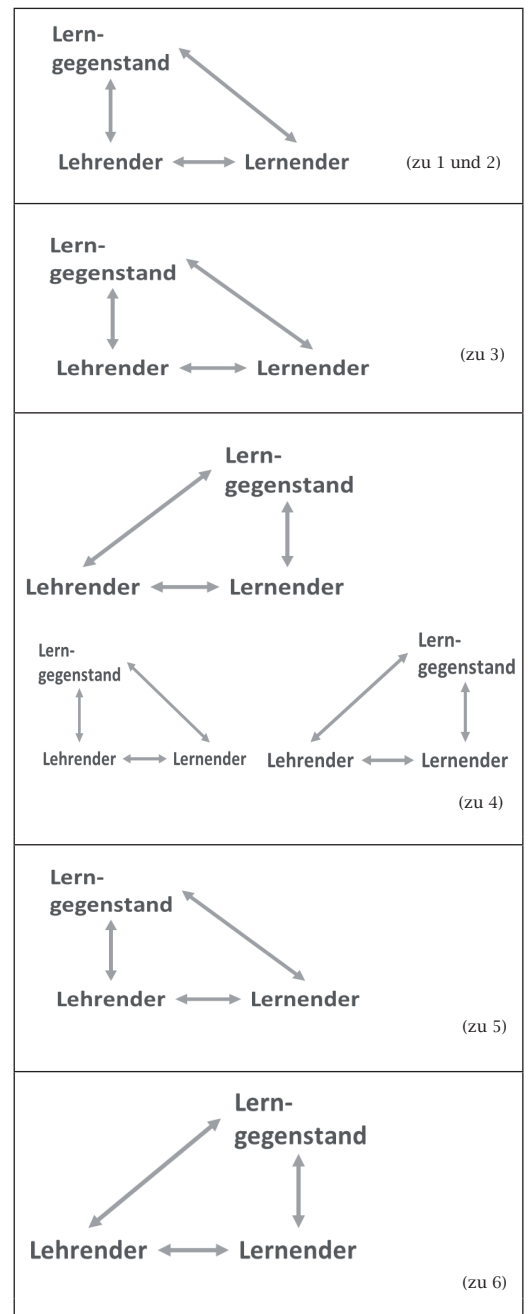 Lern-
gegenstand
Lehrender Lernender (zu 1 und 2)
Lern-
gegenstand
(zu 3)
Lehrender Lernender
Lern-
gegenstand
Lehrender Lernender
Lern-
gegenstand
Lehrender Lernender
Lern-
gegenstand
Lehrender Lernender
(zu 4)
Lern-
gegenstand
Lehrender Lernender
(zu 5)
Lern-
gegenstand
Lehrender Lernender
(zu 6)